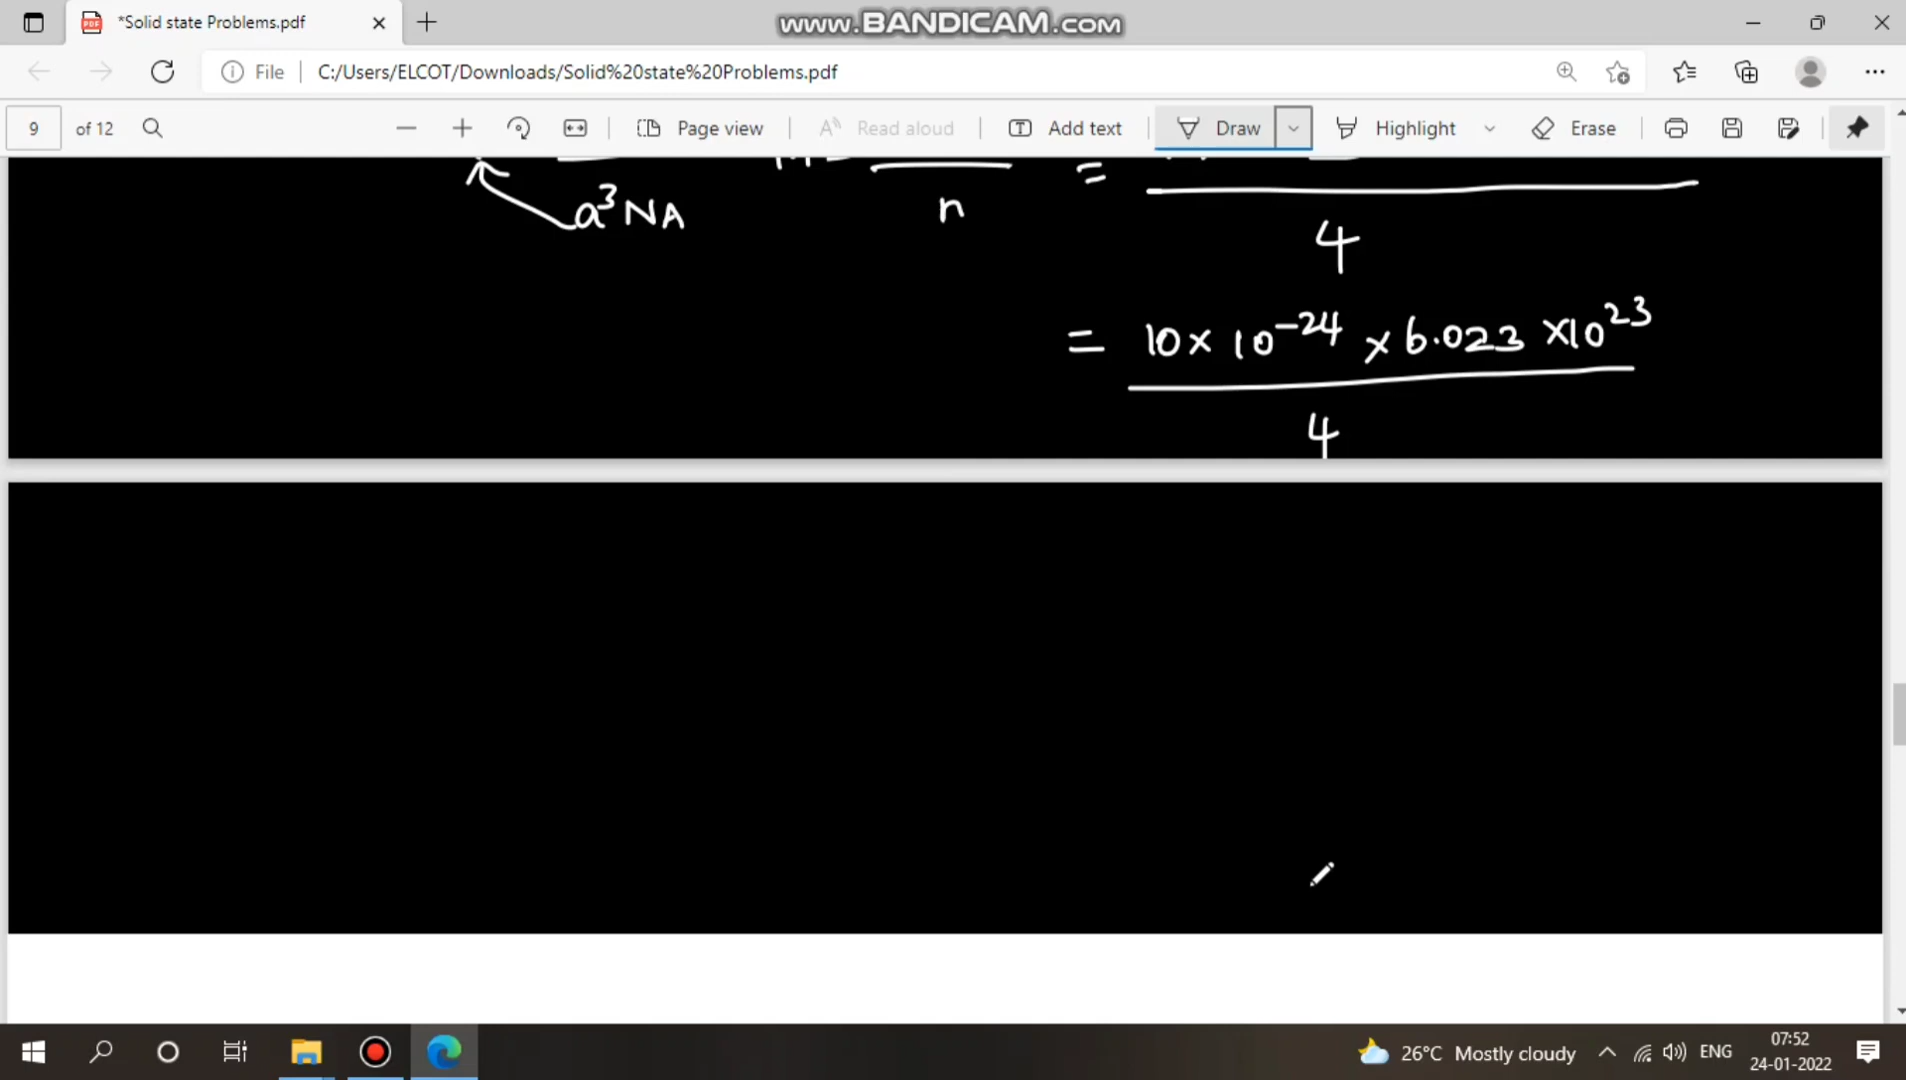 *Solid state Problems.pdf
www.BANDICAM.com
File C:/Users/ELCOT/Downloads/Solid%20state%20Problems.pdf
9 of 12 Page view Read aloud Add text Draw Highlight Erase
a³ NA n =
4
= 10 × 10⁻²⁴ × 6.023 × 10²³
4
26°C Mostly cloudy ENG 07:52
24-01-2022